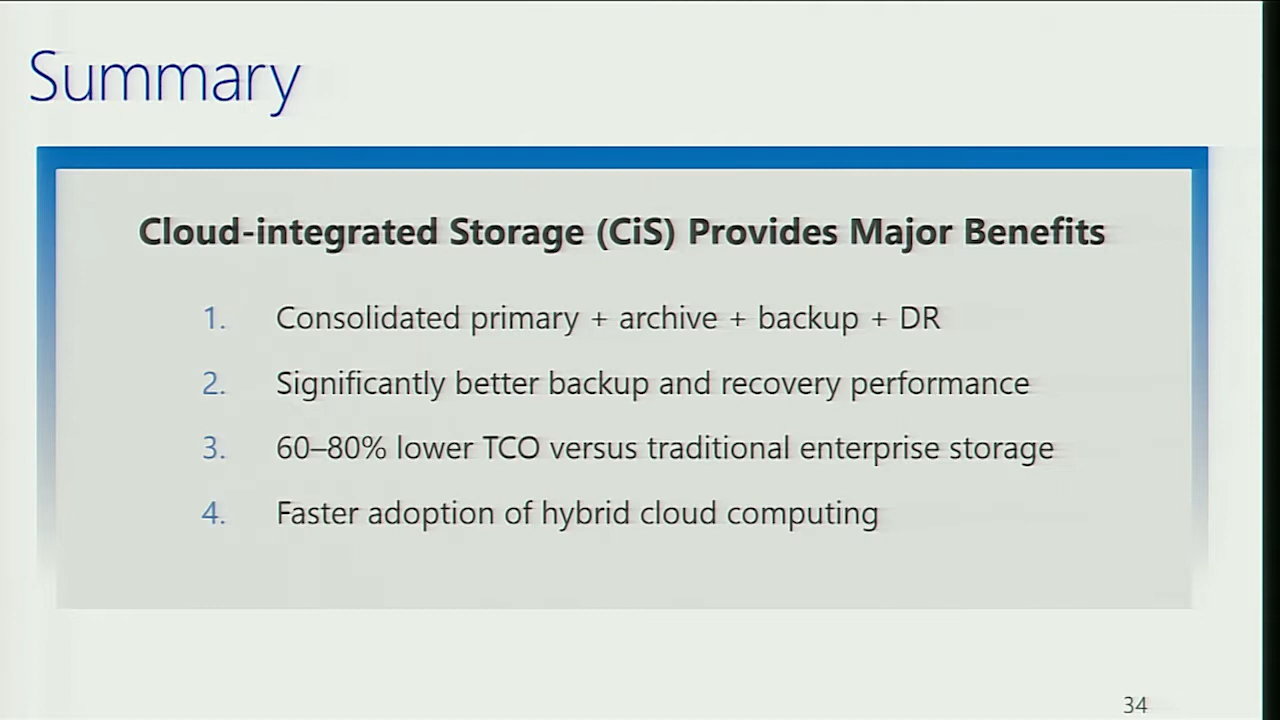 Summary
Cloud-integrated Storage (CiS) Provides Major Benefits
1. Consolidated primary + archive + backup + DR
2. Significantly better backup and recovery performance
3. 60–80% lower TCO versus traditional enterprise storage
4. Faster adoption of hybrid cloud computing
34